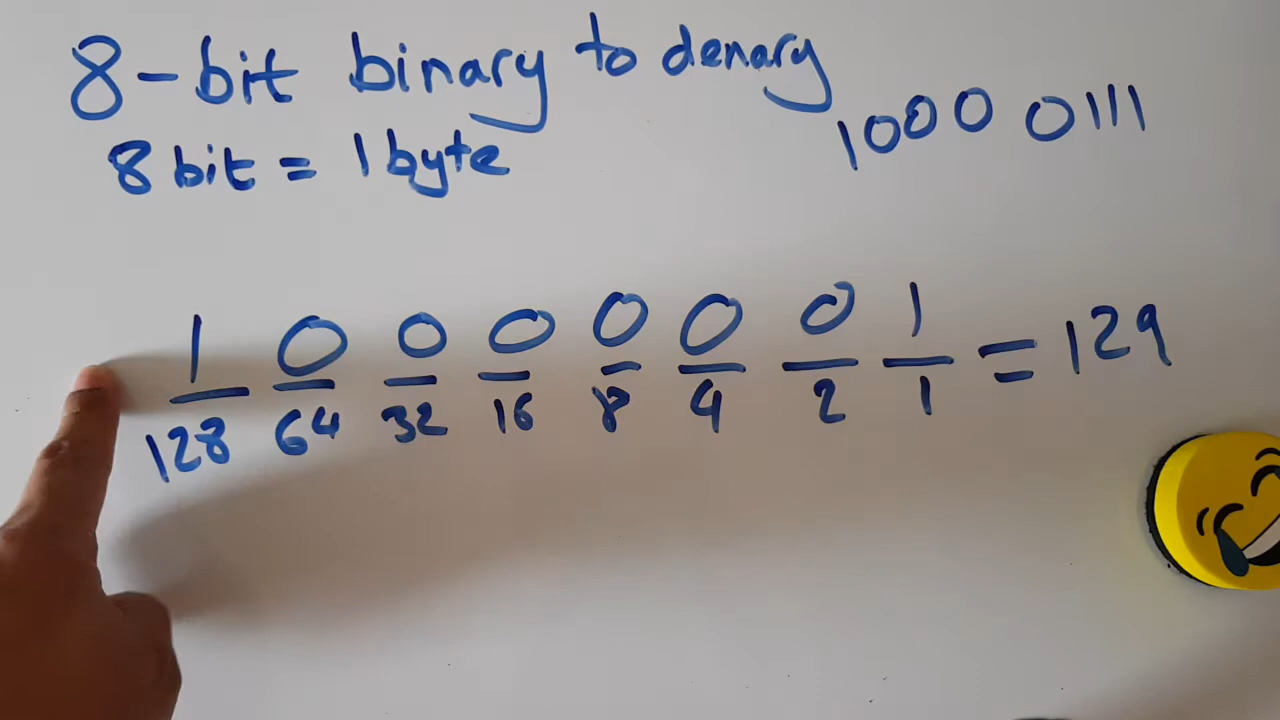 8-bit binary to denary
1000 0111
8 bit = 1 byte
1 0 0 0 0 0 0 1 = 129
128 64 32 16 8 4 2 1